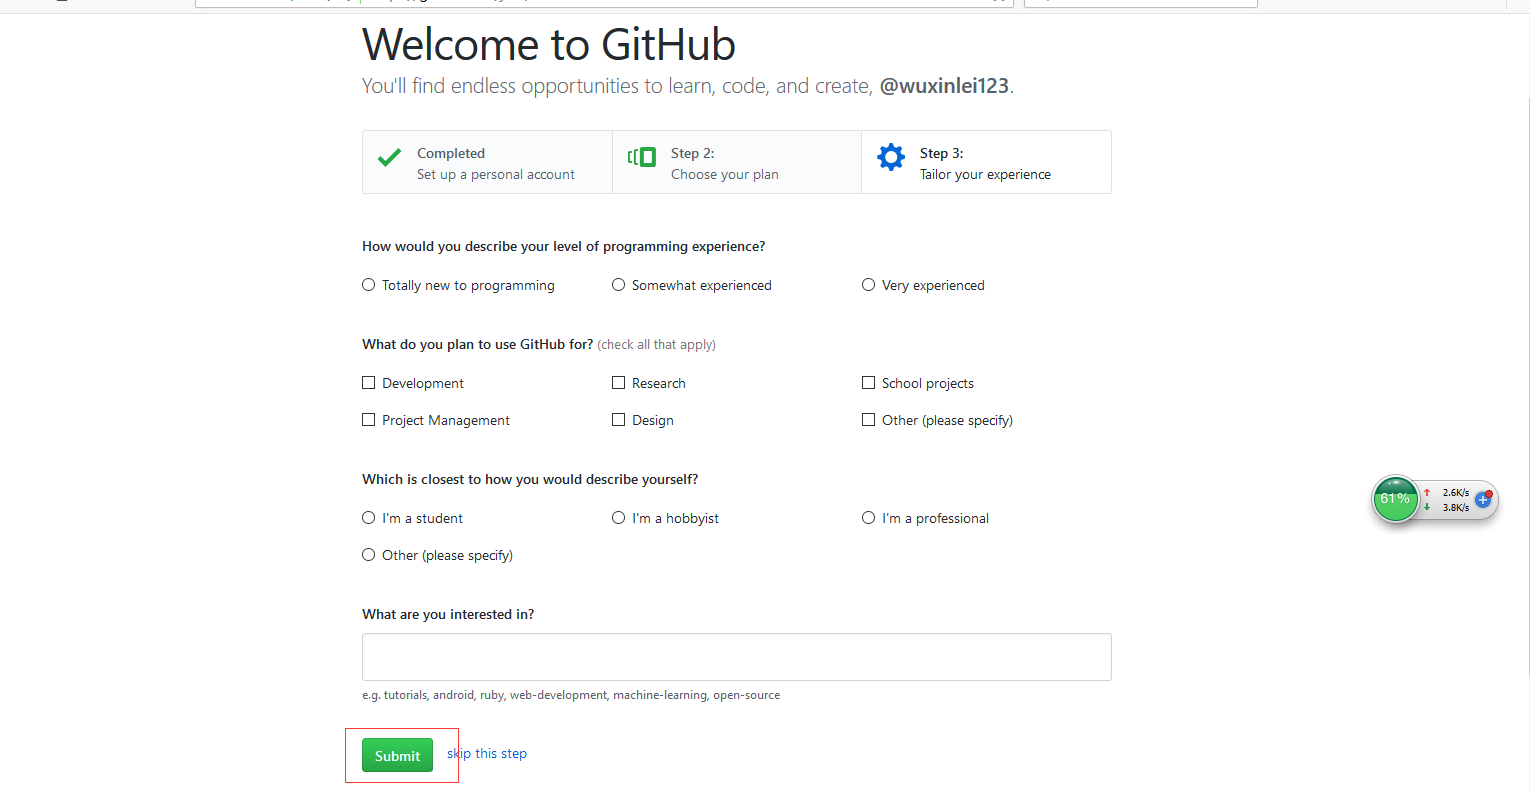 Welcome to GitHub
You'll find endless opportunities to learn, code, and create, @wuxinlei123.
Completed
Set up a personal account
Step 2:
Choose your plan
Step 3:
Tailor your experience
How would you describe your level of programming experience?
Totally new to programming
Somewhat experienced
Very experienced
What do you plan to use GitHub for? (check all that apply)
Development
Research
School projects
Project Management
Design
Other (please specify)
Which is closest to how you would describe yourself?
I'm a student
I'm a hobbyist
I'm a professional
Other (please specify)
What are you interested in?
e.g. tutorials, android, ruby, web-development, machine-learning, open-source
Submit
skip this step
61%
2.6K/s
3.8K/s